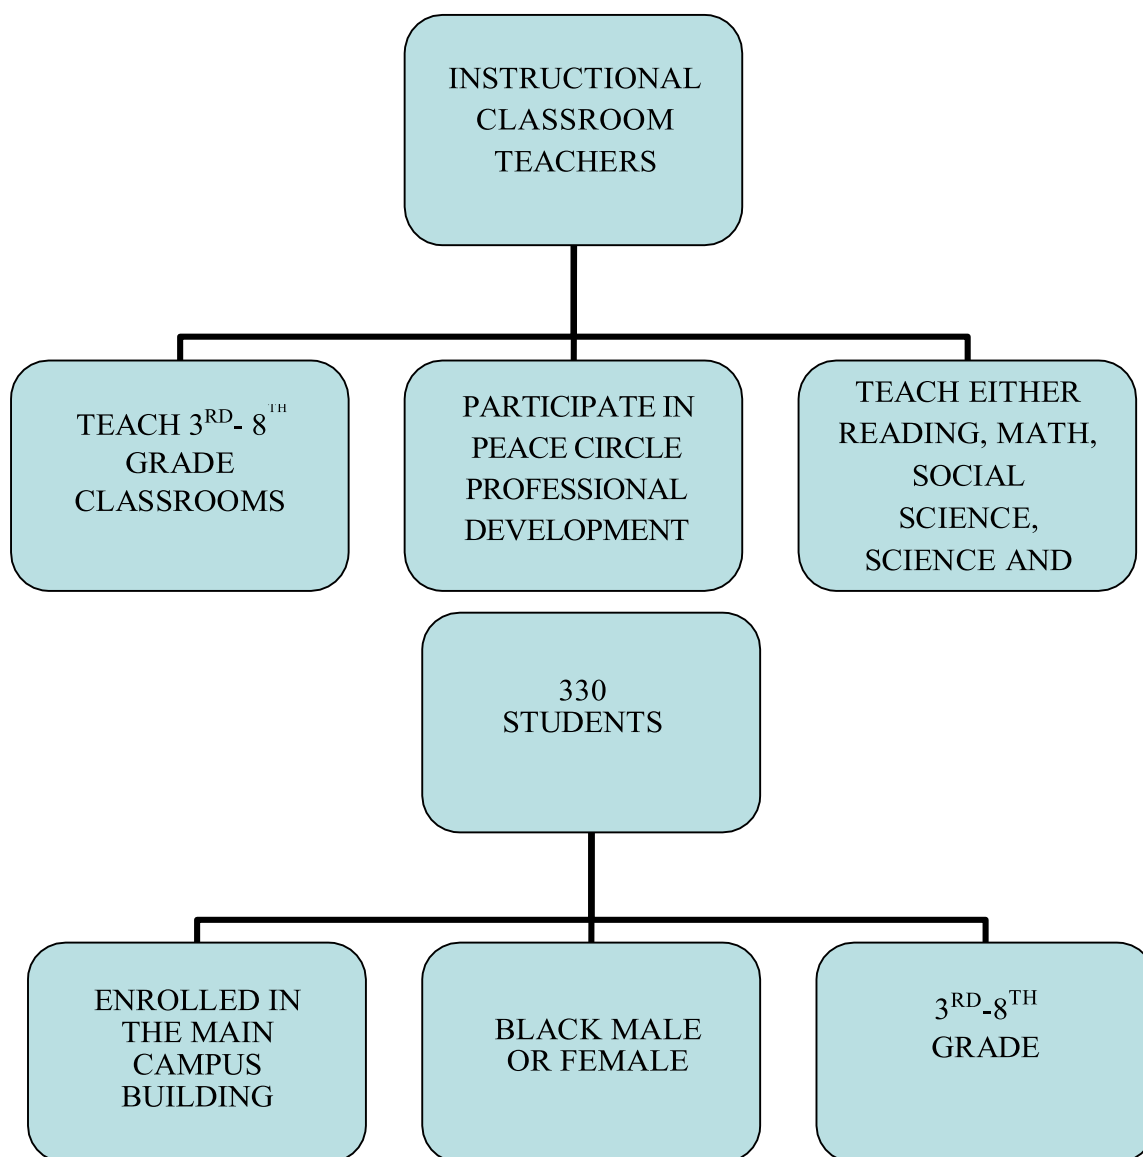 INSTRUCTIONAL
CLASSROOM
TEACHERS
TEACH 3RD- 8TH
GRADE
CLASSROOMS
PARTICIPATE IN
PEACE CIRCLE
PROFESSIONAL
DEVELOPMENT
TEACH EITHER
READING, MATH,
SOCIAL
SCIENCE,
SCIENCE AND
330
STUDENTS
ENROLLED IN
THE MAIN
CAMPUS
BUILDING
BLACK MALE
OR FEMALE
3RD-8TH
GRADE